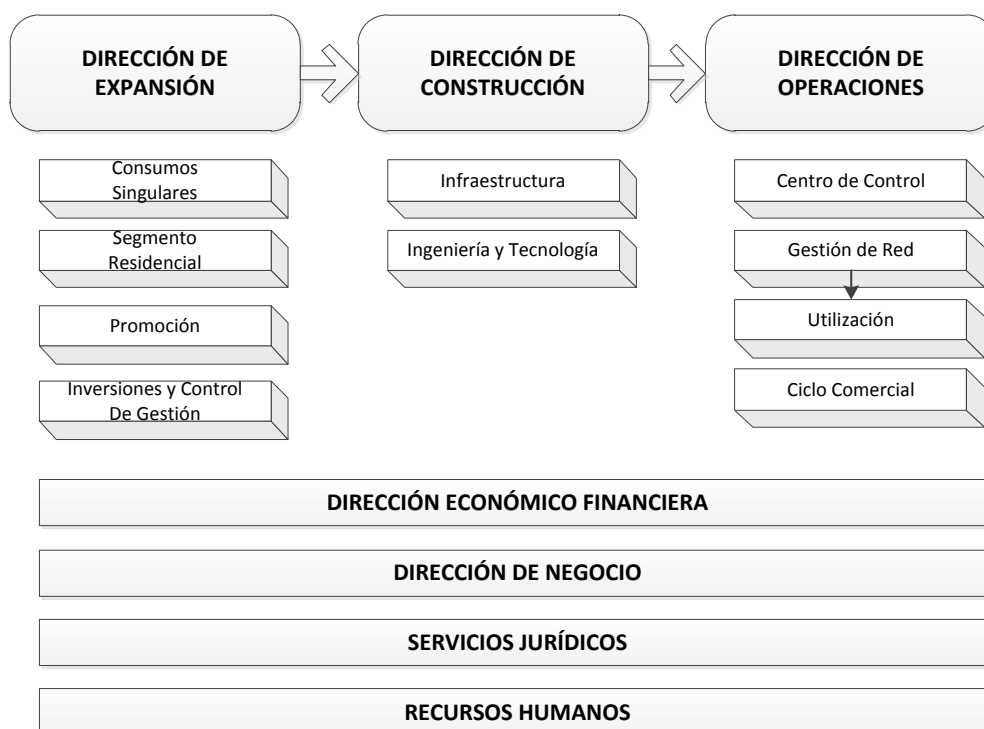 DIRECCIÓN DE
EXPANSIÓN
DIRECCIÓN DE
CONSTRUCCIÓN
DIRECCIÓN DE
OPERACIONES
Consumos
Singulares
Segmento
Residencial
Promoción
Inversiones y Control
De Gestión
Infraestructura
Ingeniería y Tecnología
Centro de Control
Gestión de Red
Utilización
Ciclo Comercial
DIRECCIÓN ECONÓMICO FINANCIERA
DIRECCIÓN DE NEGOCIO
SERVICIOS JURÍDICOS
RECURSOS HUMANOS